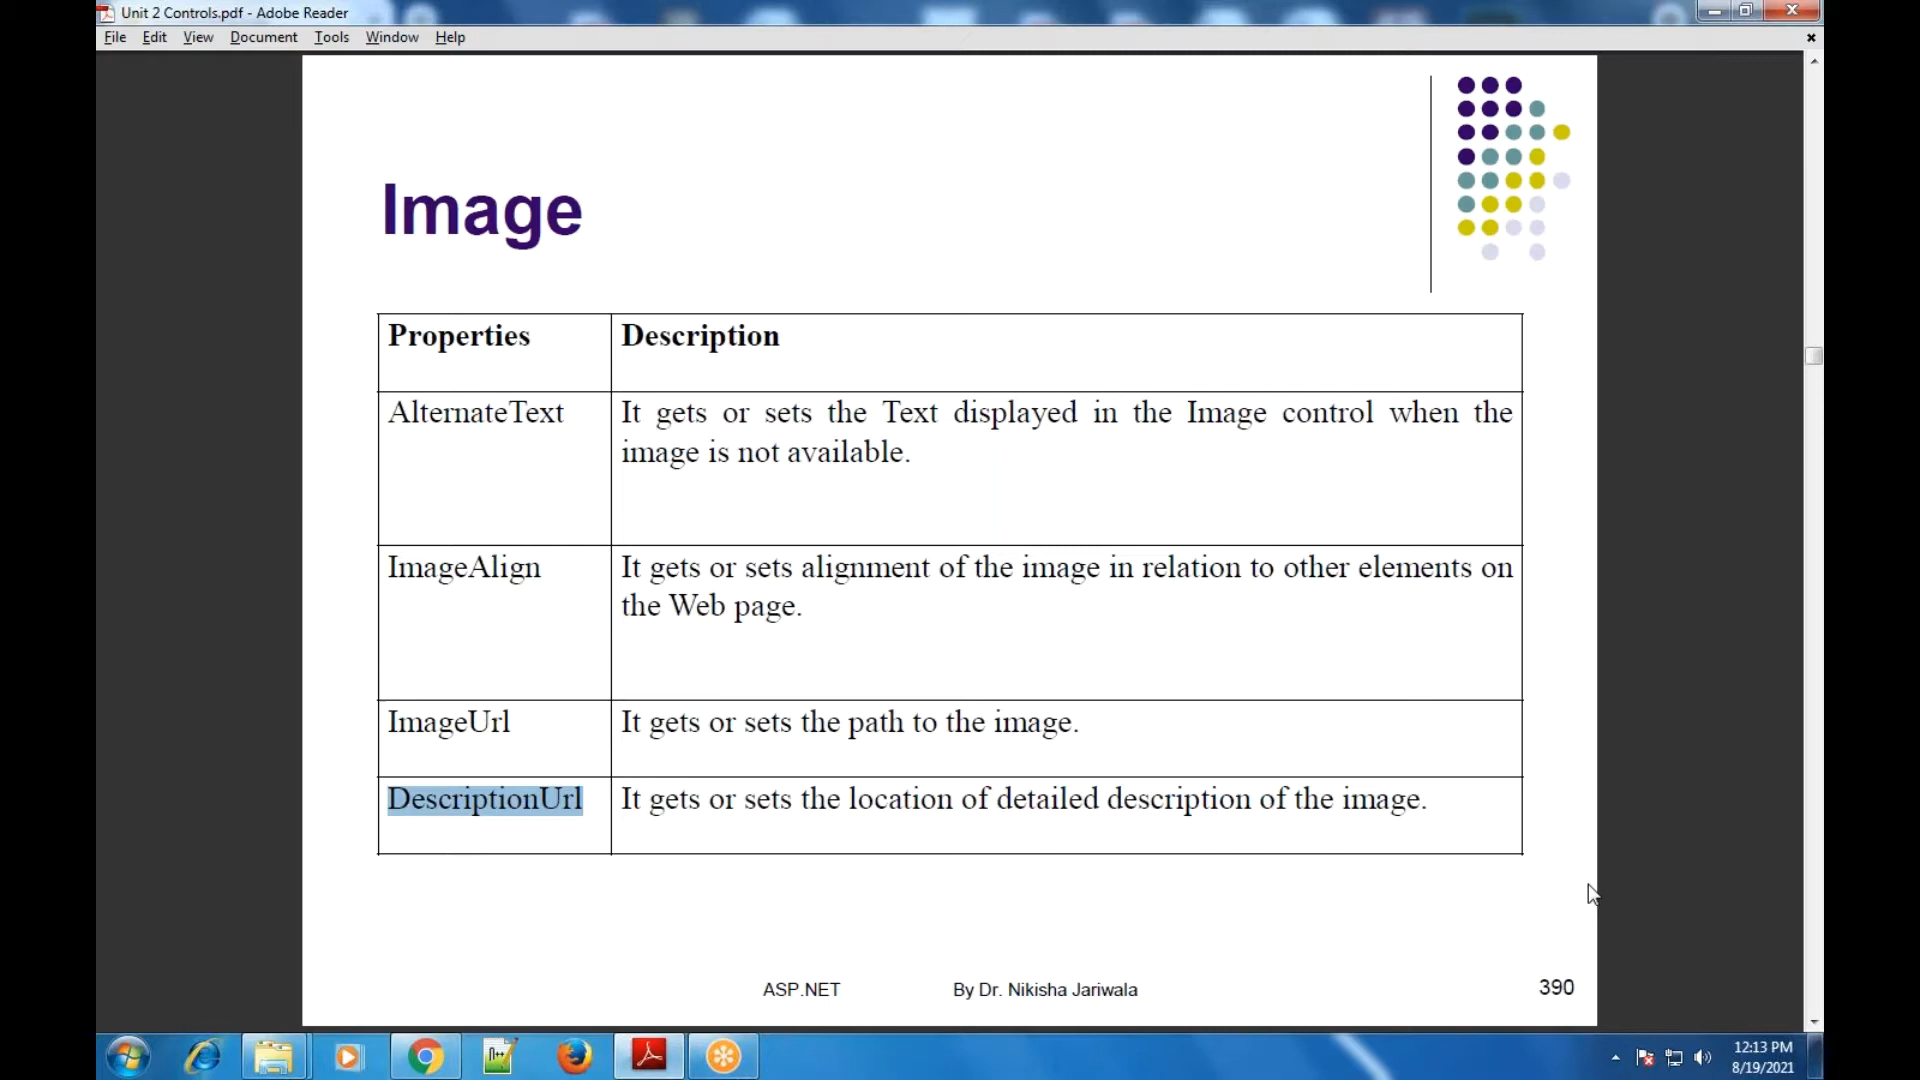 Unit 2 Controls.pdf - Adobe Reader
File Edit View Document Tools Window Help
Image
Properties Description
AlternateText It gets or sets the Text displayed in the Image control when the
image is not available.
ImageAlign It gets or sets alignment of the image in relation to other elements on
the Web page.
ImageUrl It gets or sets the path to the image.
DescriptionUrl It gets or sets the location of detailed description of the image.
ASP.NET By Dr. Nikisha Jariwala 390
12:13 PM
8/19/2021